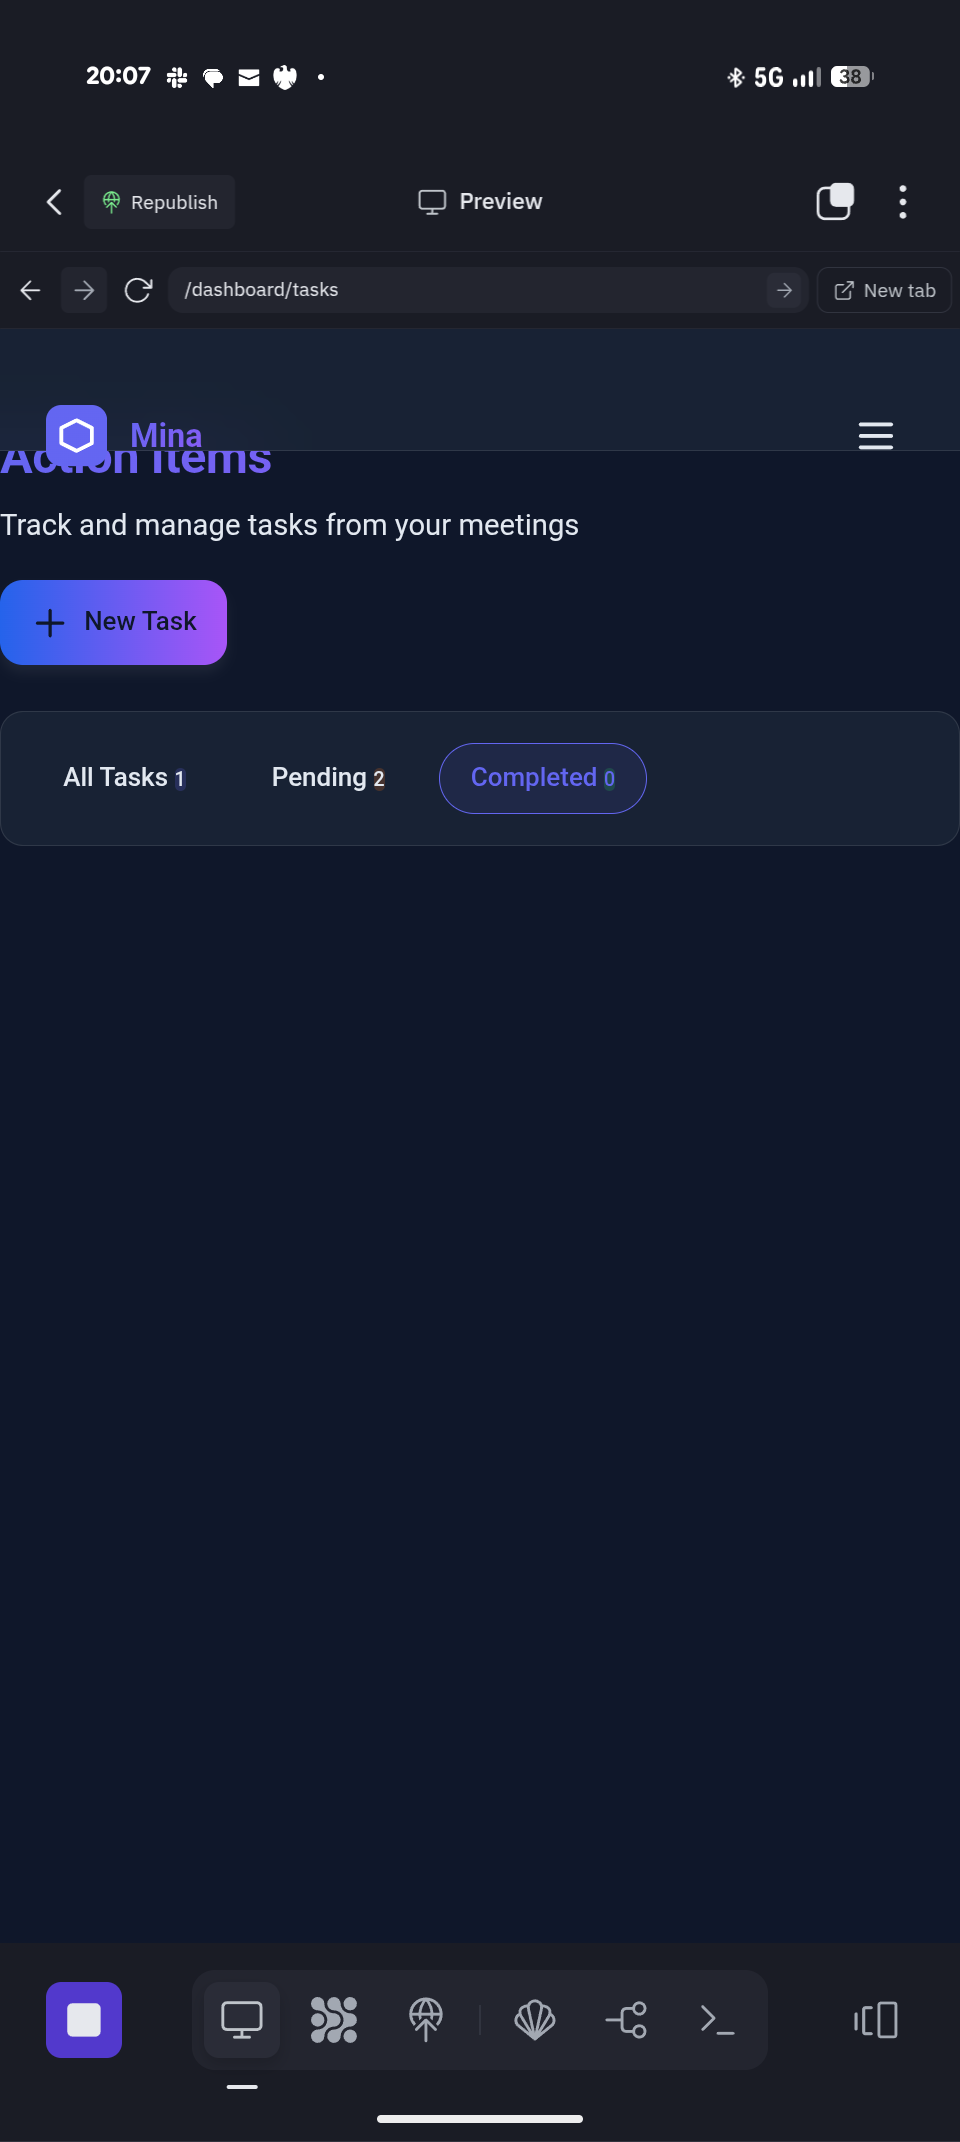 20:07
5G
38
Republish
Preview
/dashboard/tasks
New tab
Mina
Action Items
Track and manage tasks from your meetings
New Task
All Tasks 1
Pending 2
Completed 0